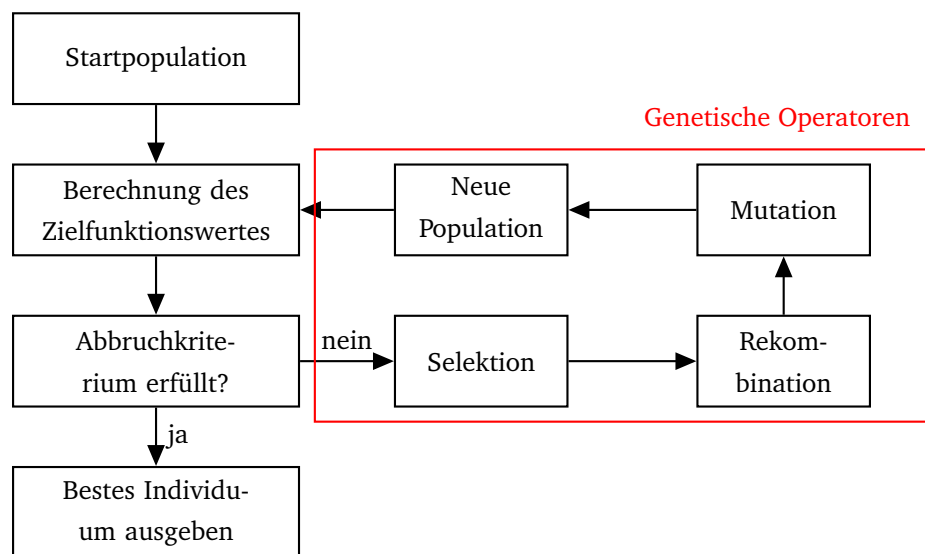 Startpopulation
Genetische Operatoren
Berechnung des
Zielfunktionswertes
Neue
Population
Mutation
Abbruchkrite-
rium erfüllt?
nein
Selektion
Rekom-
bination
ja
Bestes Individu-
um ausgeben